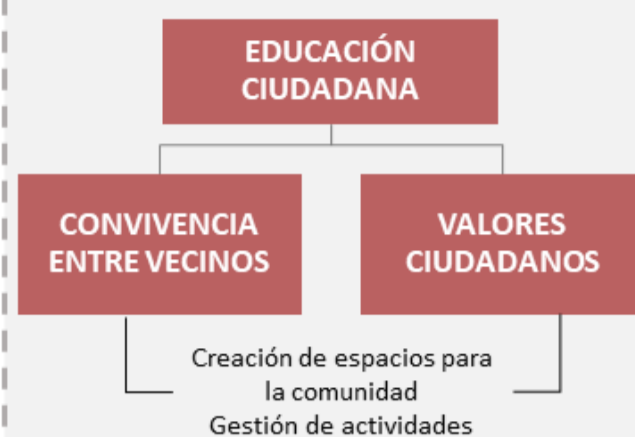 EDUCACIÓN
CIUDADANA
CONVIVENCIA
ENTRE VECINOS
VALORES
CIUDADANOS
Creación de espacios para
la comunidad
Gestión de actividades